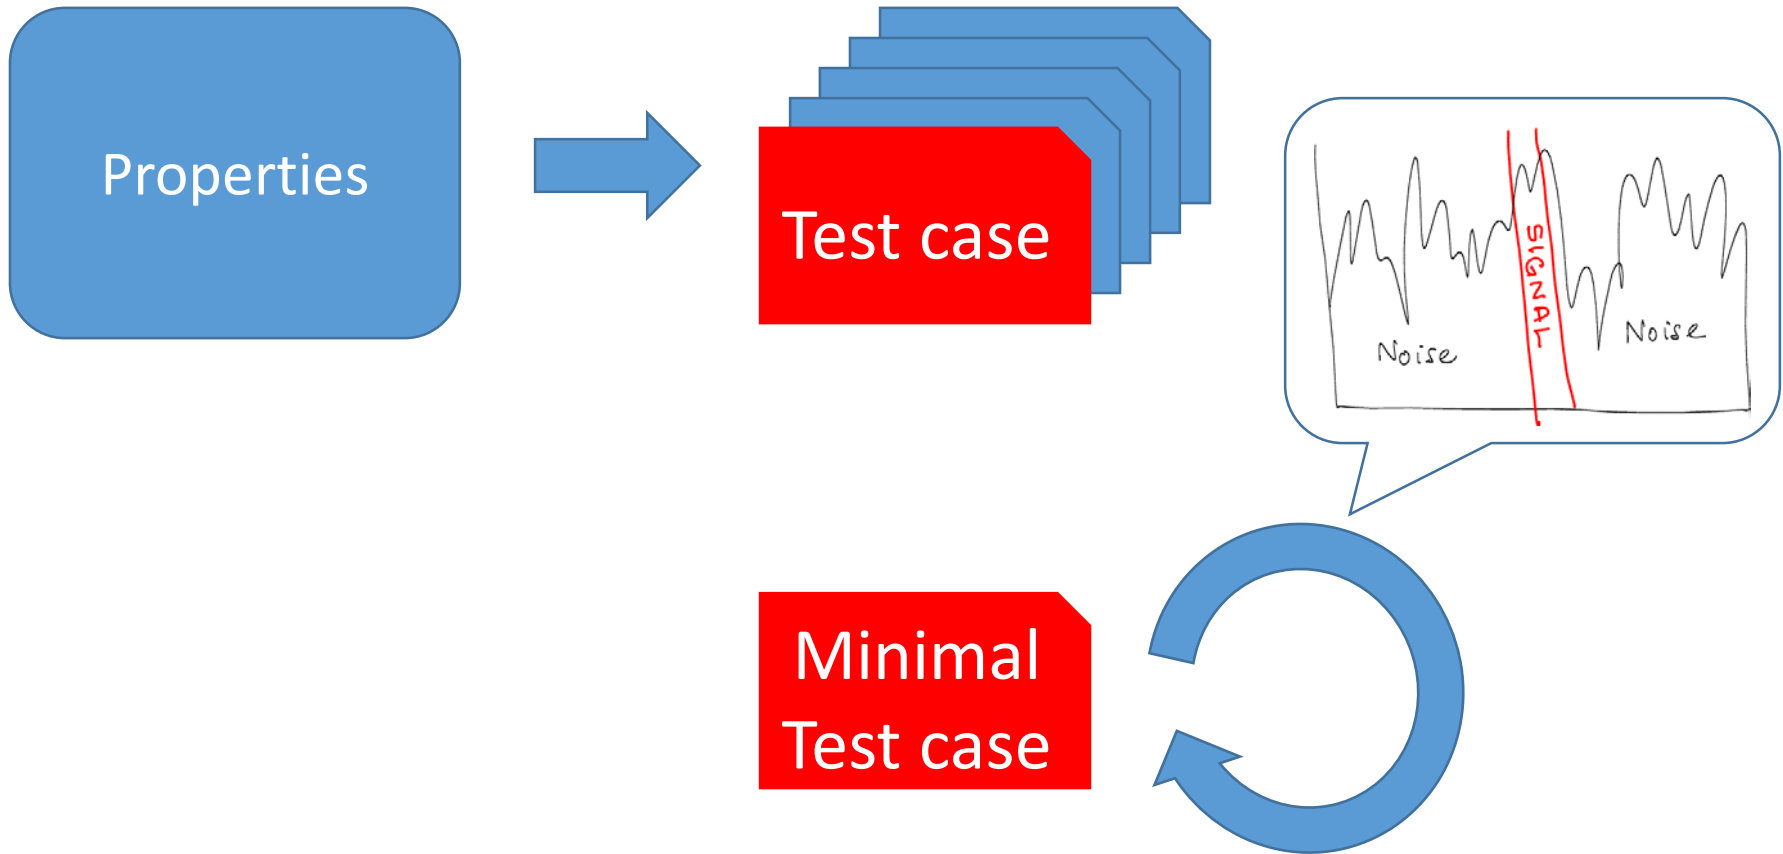 Properties
Test case
SIGNAL
Noise
Noise
Minimal
Test case